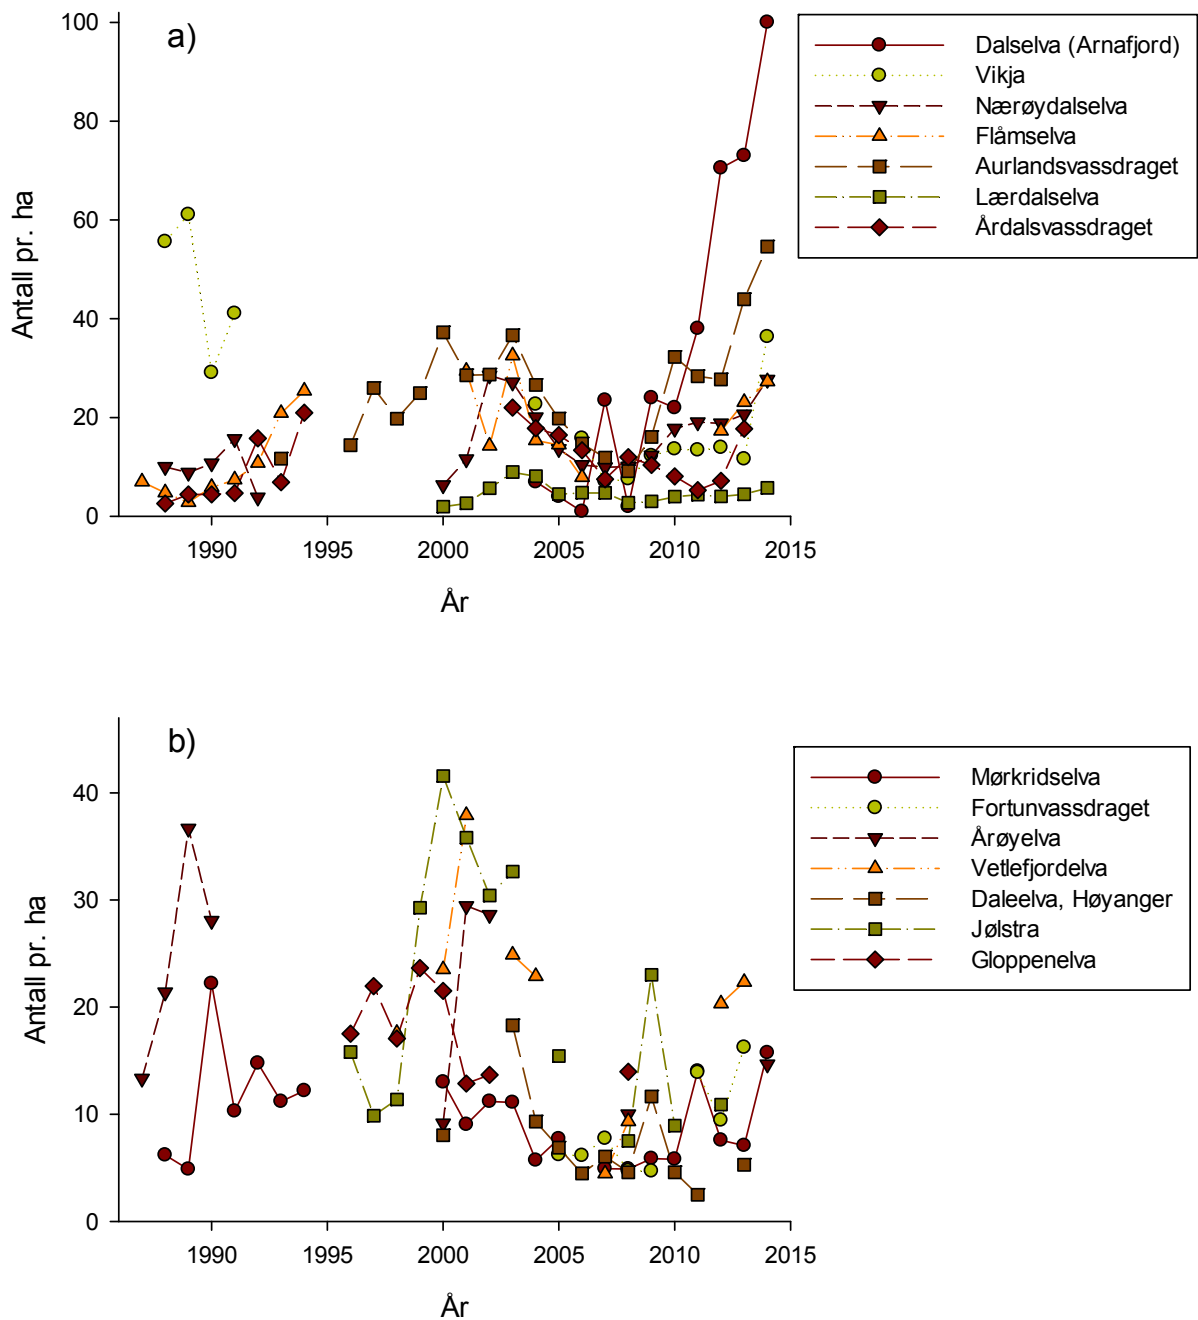 a)
100
80
60
40
20
0
Antall pr. ha
1990 1995 2000 2005 2010 2015
År
Dalselva (Arnafjord)
Vikja
Nærøydalselva
Flåmselva
Aurlandsvassdraget
Lærdalselva
Årdalsvassdraget
b)
40
30
20
10
0
Antall pr. ha
1990 1995 2000 2005 2010 2015
År
Mørkridselva
Fortunvassdraget
Årøyelva
Vetlefjordelva
Daleelva, Høyanger
Jølstra
Gloppenelva